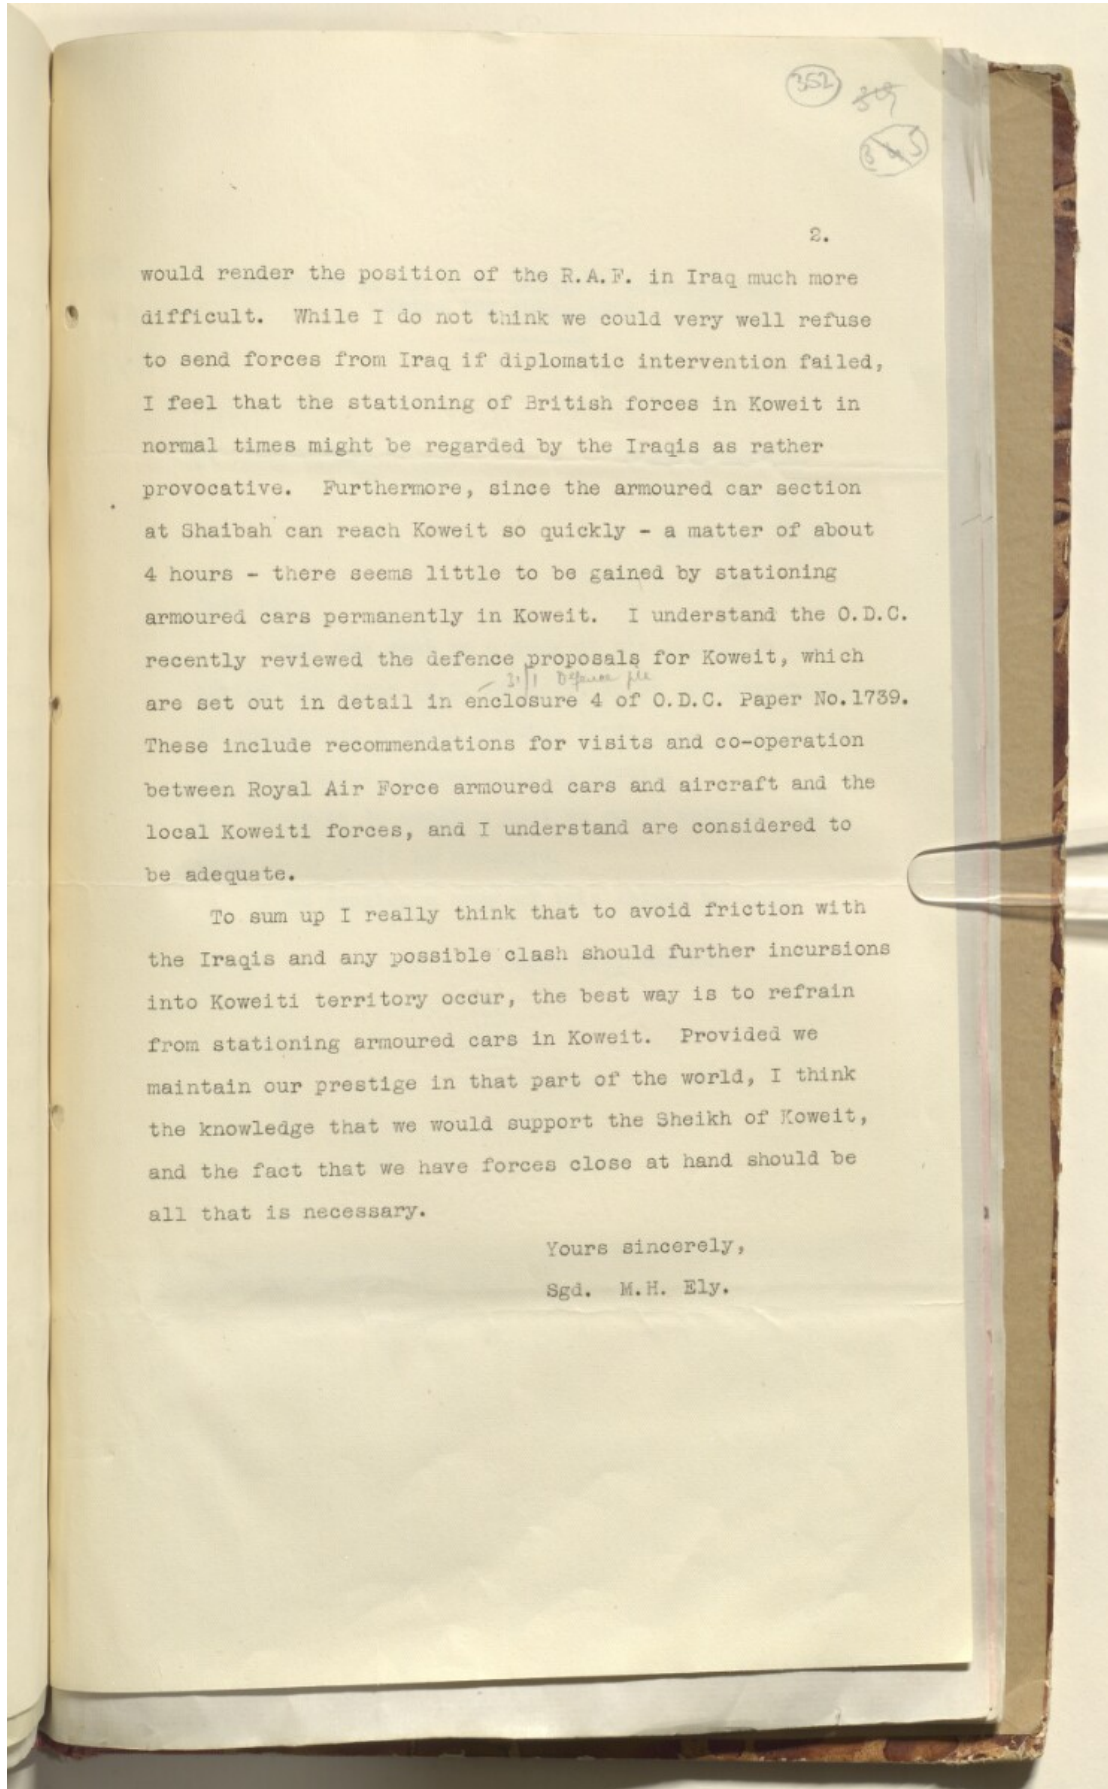 352
345
2.
would render the position of the R.A.F. in Iraq much more
difficult. While I do not think we could very well refuse
to send forces from Iraq if diplomatic intervention failed,
I feel that the stationing of British forces in Koweit in
normal times might be regarded by the Iraqis as rather
provocative. Furthermore, since the armoured car section
at Shaibah can reach Koweit so quickly - a matter of about
4 hours - there seems little to be gained by stationing
armoured cars permanently in Koweit. I understand the O.D.C.
recently reviewed the defence proposals for Koweit, which
Defence file
are set out in detail in enclosure 4 of O.D.C. Paper No.1739.
These include recommendations for visits and co-operation
between Royal Air Force armoured cars and aircraft and the
local Koweiti forces, and I understand are considered to
be adequate.
To sum up I really think that to avoid friction with
the Iraqis and any possible clash should further incursions
into Koweiti territory occur, the best way is to refrain
from stationing armoured cars in Koweit. Provided we
maintain our prestige in that part of the world, I think
the knowledge that we would support the Sheikh of Koweit,
and the fact that we have forces close at hand should be
all that is necessary.
Yours sincerely,
Sgd. M.H. Ely.